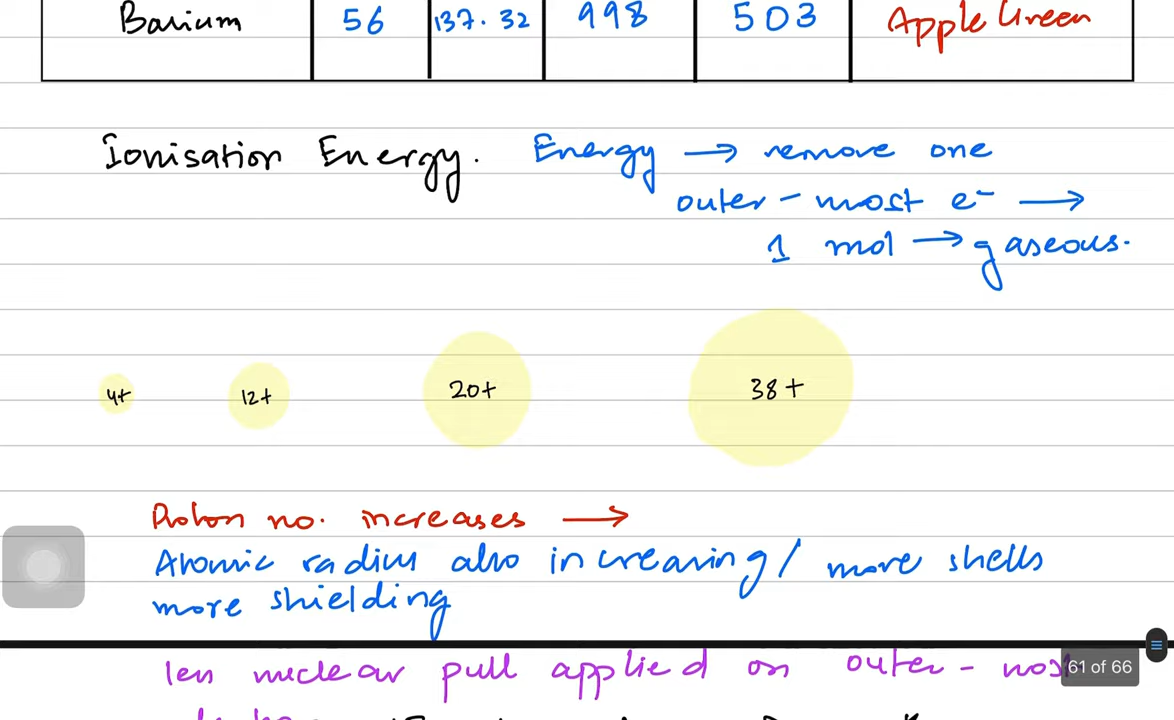 Barium 56 137.32 998 503 Apple Green
Ionisation Energy. Energy → remove one
outer-most e⁻ →
1 mol → gaseous.
4+ 12+ 20+ 38+
Proton no. increases →
Atomic radius also increasing / more shells
more shielding
less nuclear pull applied on outer-most
61 of 66